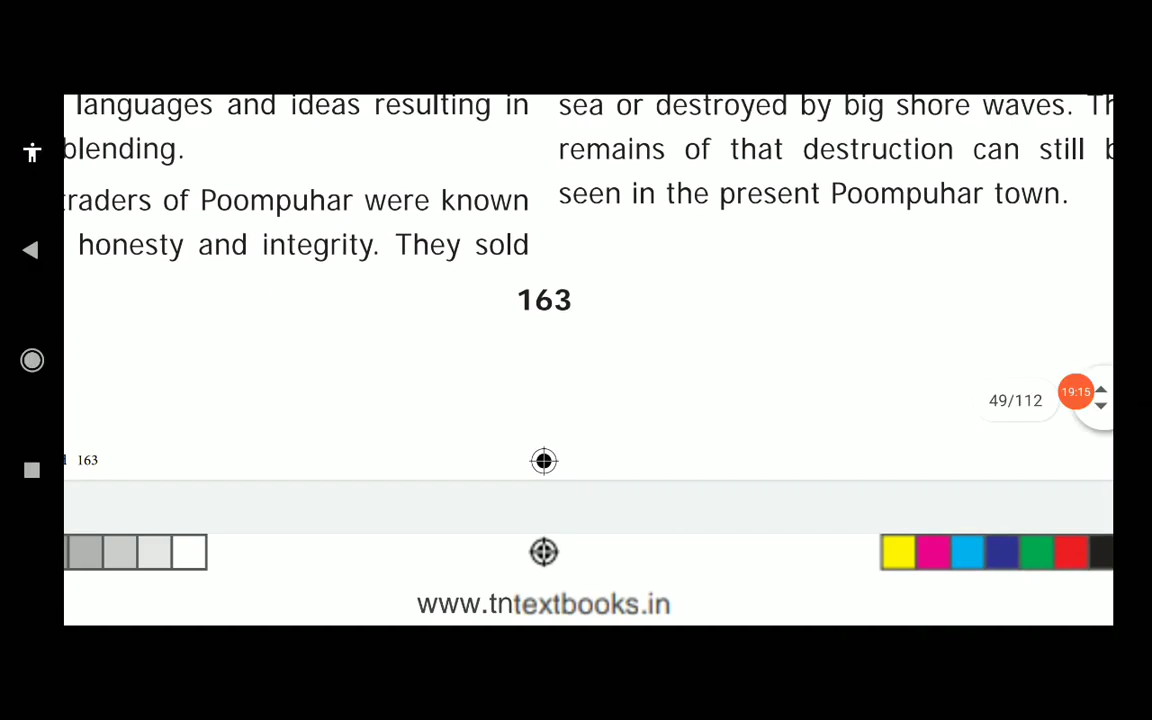 languages and ideas resulting in
blending.
traders of Poompuhar were known
honesty and integrity. They sold
sea or destroyed by big shore waves. Th
remains of that destruction can still b
seen in the present Poompuhar town.
163
49/112
19:15
163
www.tntextbooks.in